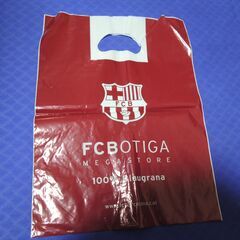 FCB
FCBOTIGA
MEGASTORE
100% Blaugrana